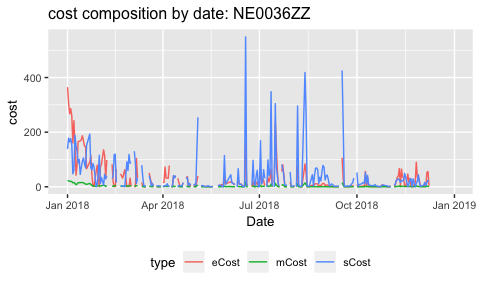 cost composition by date: NE0036ZZ
400
200
0
cost
Jan 2018 Apr 2018 Jul 2018 Oct 2018 Jan 2019
Date
type eCost mCost sCost